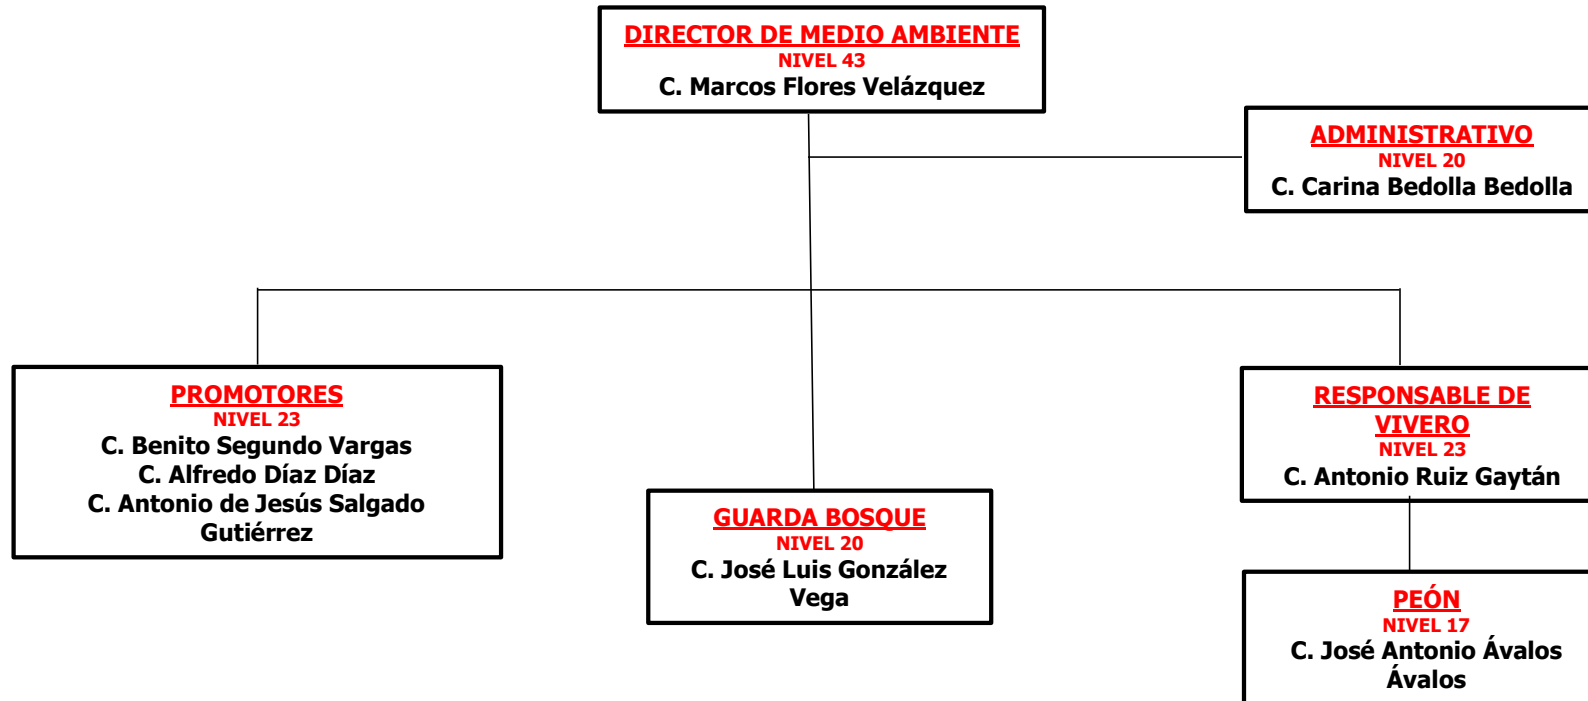 DIRECTOR DE MEDIO AMBIENTE
NIVEL 43
C. Marcos Flores Velázquez
ADMINISTRATIVO
NIVEL 20
C. Carina Bedolla Bedolla
PROMOTORES
NIVEL 23
C. Benito Segundo Vargas
C. Alfredo Díaz Díaz
C. Antonio de Jesús Salgado
Gutiérrez
GUARDA BOSQUE
NIVEL 20
C. José Luis González
Vega
RESPONSABLE DE
VIVERO
NIVEL 23
C. Antonio Ruiz Gaytán
PEÓN
NIVEL 17
C. José Antonio Ávalos
Ávalos